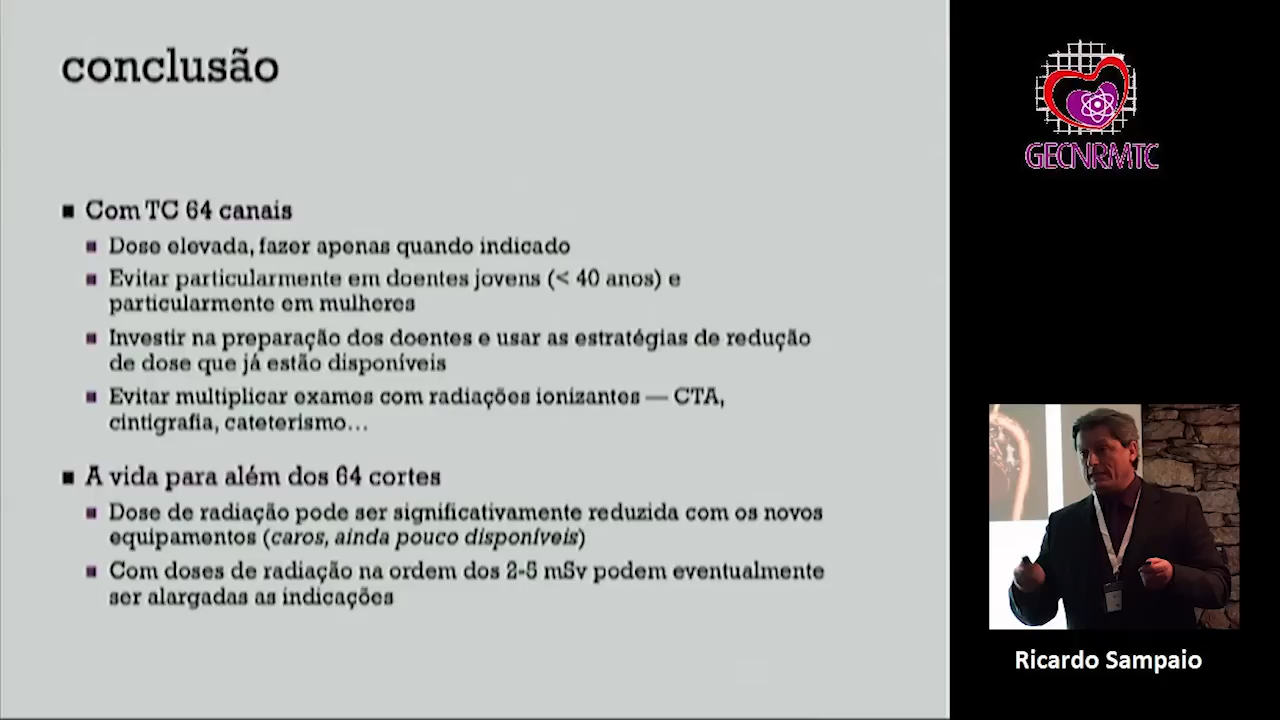 conclusão
Com TC 64 canais
Dose elevada, fazer apenas quando indicado
Evitar particularmente em doentes jovens (< 40 anos) e
particularmente em mulheres
Investir na preparação dos doentes e usar as estratégias de redução
de dose que já estão disponíveis
Evitar multiplicar exames com radiações ionizantes — CTA,
cintigrafia, cateterismo…
A vida para além dos 64 cortes
Dose de radiação pode ser significativamente reduzida com os novos
equipamentos (caros, ainda pouco disponíveis)
Com doses de radiação na ordem dos 2-5 mSv podem eventualmente
ser alargadas as indicações
GECNRMTC
Ricardo Sampaio